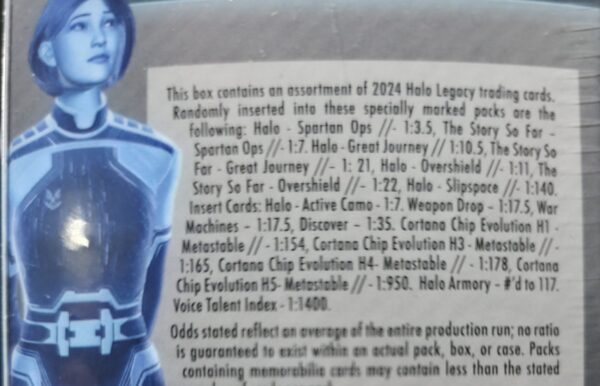 This box contains an assortment of 2024 Halo Legacy trading cards.
Randomly inserted into these specially marked packs are the
following: Halo - Spartan Ops //- 1:3.5, The Story So Far -
Spartan Ops // - 1:7. Halo - Great Journey // 1:10.5, The Story So
Far - Great Journey // - 1: 21, Halo - Overshield // - 1:11, The
Story So Far - Overshield // - 1:22, Halo - Slipspace // - 1:140.
Insert Cards: Halo - Active Camo - 1:7. Weapon Drop - 1:17.5, War
Machines - 1:17.5, Discover - 1:35. Cortana Chip Evolution H1 -
Metastable // - 1:154, Cortana Chip Evolution H3 - Metastable // -
1:165, Cortana Chip Evolution H4- Metastable // - 1:178, Cortana
Chip Evolution H5- Metastable // - 1:950. Halo Armory - #'d to 117.
Voice Talent Index - 1:1400.
Odds stated reflect an average of the entire production run; no ratio
is guaranteed to exist within an actual pack, box, or case. Packs
containing memorabilia cards may contain less than the stated